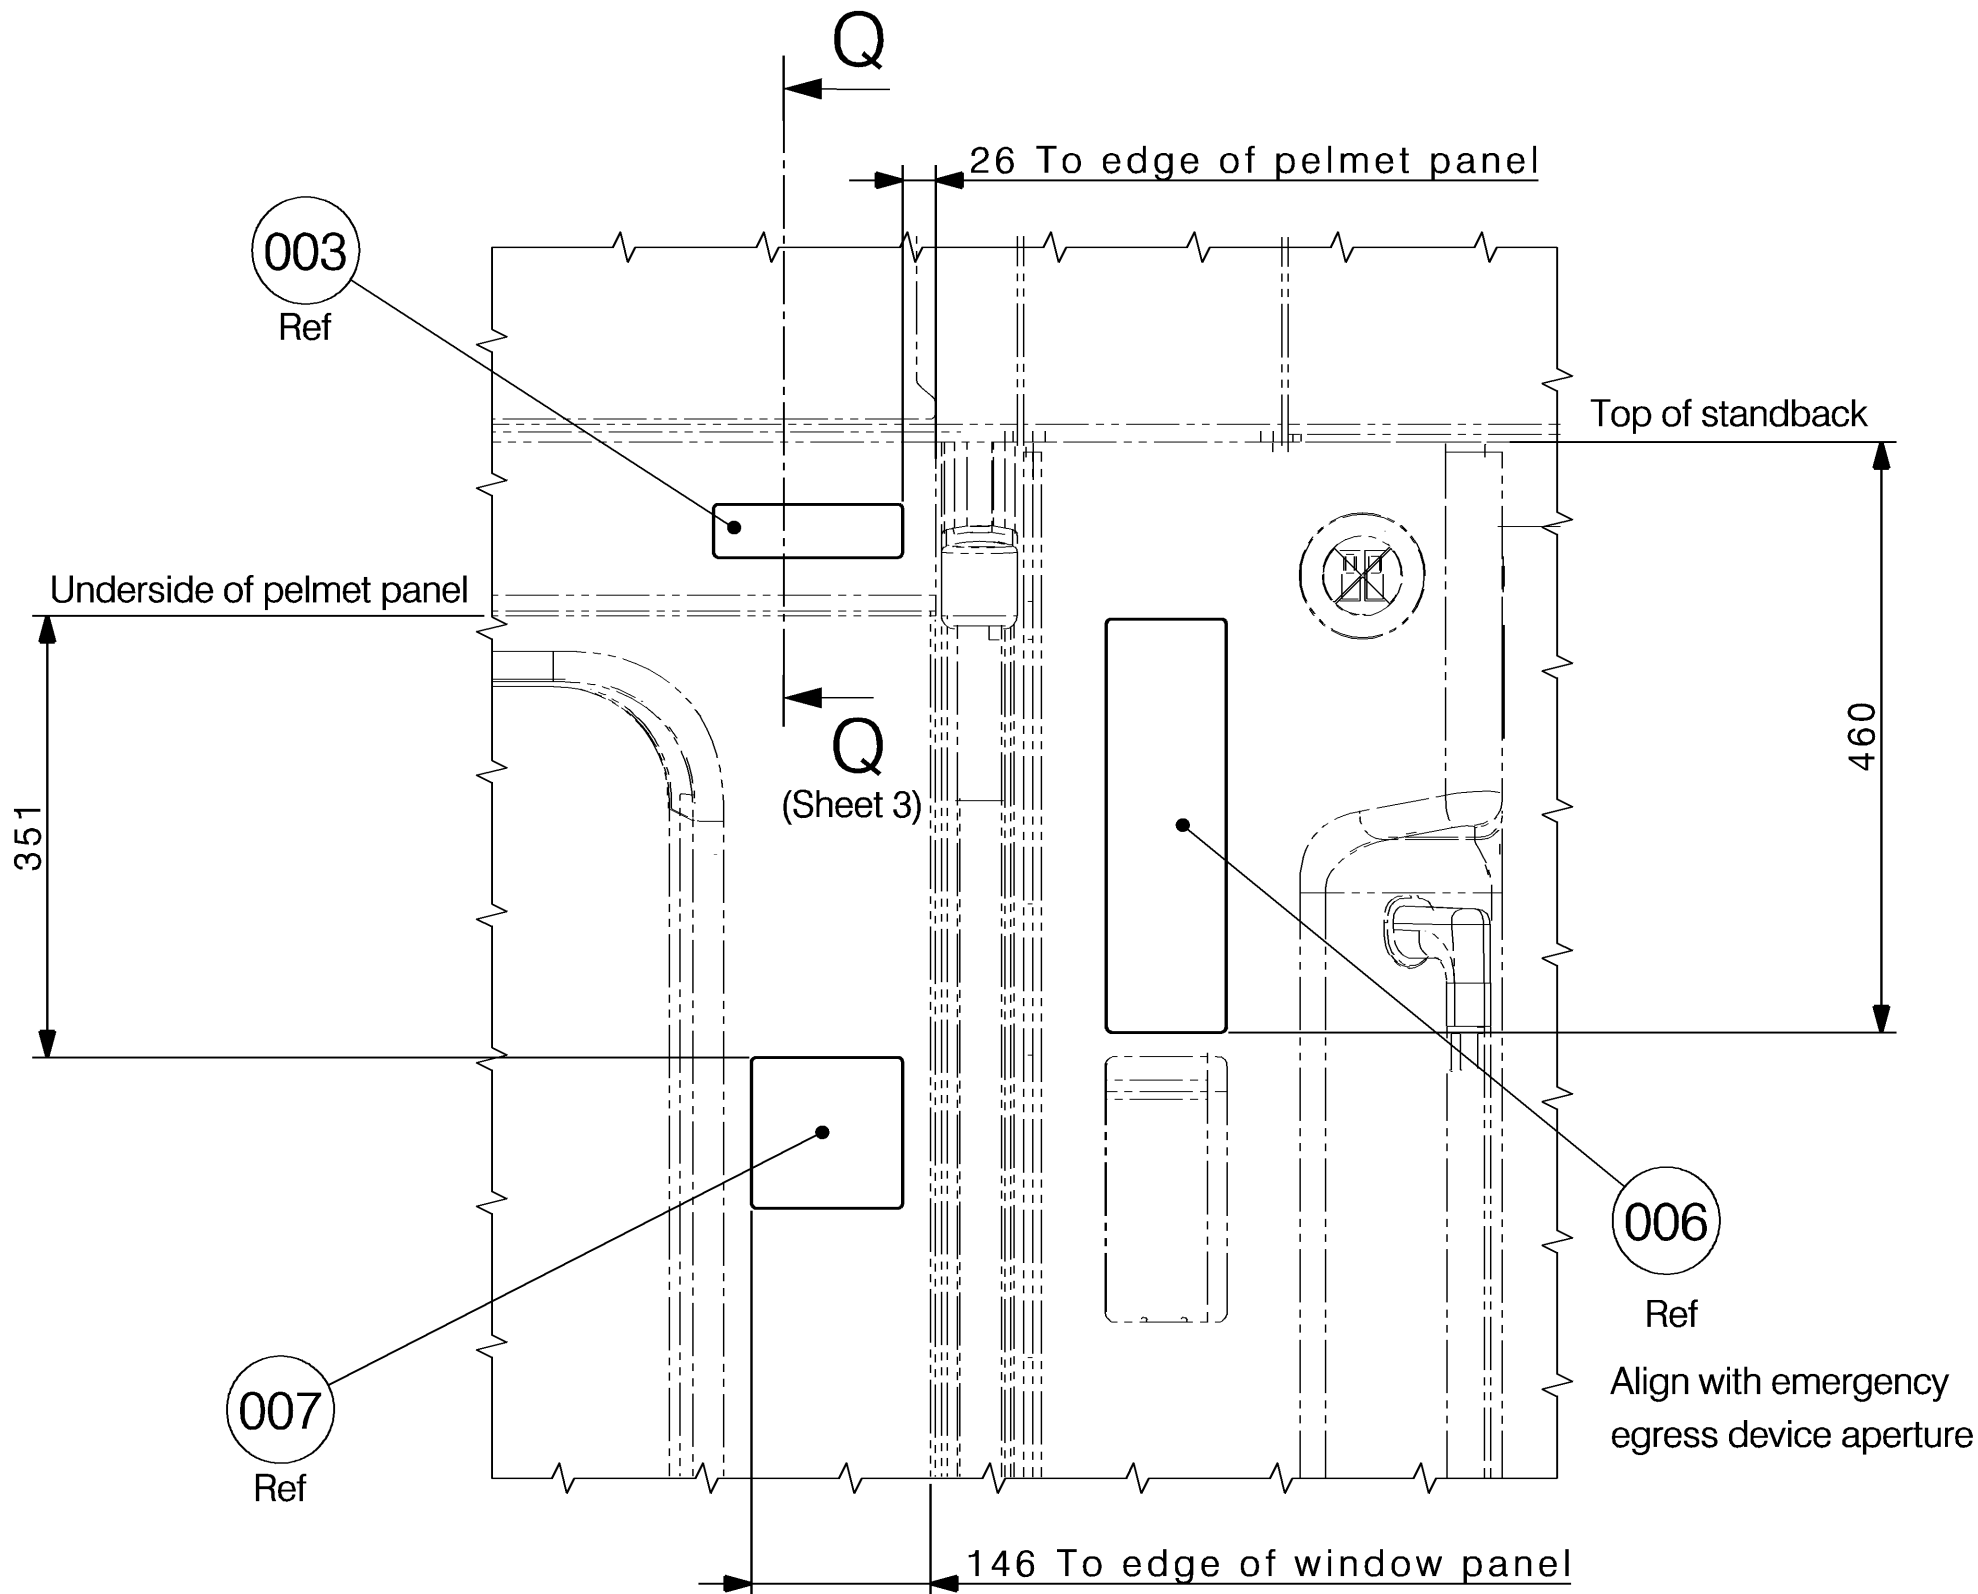 Q
26 To edge of pelmet panel
003
Ref
Top of standback
Underside of pelmet panel
460
Q
(Sheet 3)
351
006
Ref
Align with emergency
egress device aperture
007
Ref
146 To edge of window panel